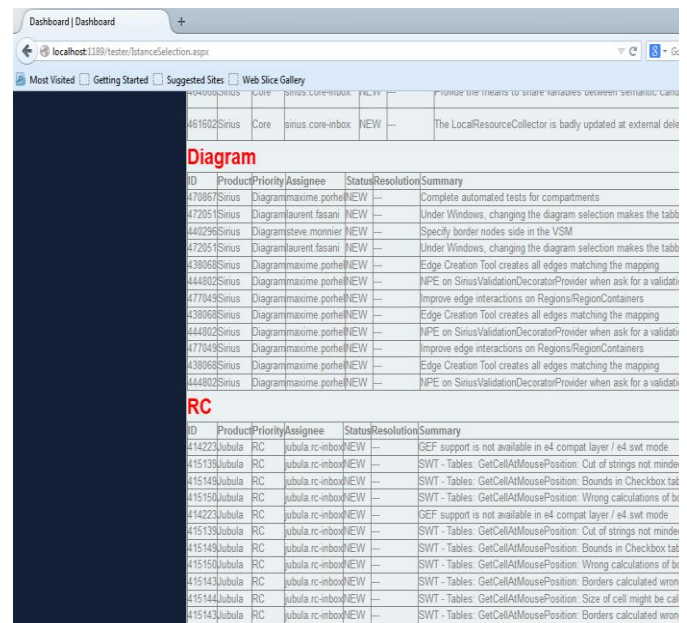 Dashboard | Dashboard +
localhost:1189/tester/IstanceSelection.aspx
Most Visited Getting Started Suggested Sites Web Slice Gallery
464666 Sirius Core sirius.core-inbox NEW --- Provide the means to share variables between semantic
461602 Sirius Core sirius.core-inbox NEW --- The LocalResourceCollector is badly updated at external dele
Diagram
ID Product Priority Assignee Status Resolution Summary
470867 Sirius Diagram maxime.porhel NEW --- Complete automated tests for compartments
472051 Sirius Diagram laurent.fasani NEW --- Under Windows, changing the diagram selection makes the tabb
440296 Sirius Diagram steve.monnier NEW --- Specify border nodes side in the VSM
472051 Sirius Diagram laurent.fasani NEW --- Under Windows, changing the diagram selection makes the tabb
438068 Sirius Diagram maxime.porhel NEW --- Edge Creation Tool creates all edges matching the mapping
444802 Sirius Diagram maxime.porhel NEW --- NPE on SiriusValidationDecoratorProvider when ask for a validati
477049 Sirius Diagram maxime.porhel NEW --- Improve edge interactions on Regions/RegionContainers
438068 Sirius Diagram maxime.porhel NEW --- Edge Creation Tool creates all edges matching the mapping
444802 Sirius Diagram maxime.porhel NEW --- NPE on SiriusValidationDecoratorProvider when ask for a validati
477049 Sirius Diagram maxime.porhel NEW --- Improve edge interactions on Regions/RegionContainers
438068 Sirius Diagram maxime.porhel NEW --- Edge Creation Tool creates all edges matching the mapping
444802 Sirius Diagram maxime.porhel NEW --- NPE on SiriusValidationDecoratorProvider when ask for a validati
RC
ID Product Priority Assignee Status Resolution Summary
414223 Jubula RC jubula.rc-inbox NEW --- GEF support is not available in e4 compat layer / e4.swt mode
415139 Jubula RC jubula.rc-inbox NEW --- SWT - Tables: GetCellAtMousePosition: Cut of strings not minde
415149 Jubula RC jubula.rc-inbox NEW --- SWT - Tables: GetCellAtMousePosition: Bounds in Checkbox tab
415150 Jubula RC jubula.rc-inbox NEW --- SWT - Tables: GetCellAtMousePosition: Wrong calculations of bo
414223 Jubula RC jubula.rc-inbox NEW --- GEF support is not available in e4 compat layer / e4.swt mode
415139 Jubula RC jubula.rc-inbox NEW --- SWT - Tables: GetCellAtMousePosition: Cut of strings not minde
415149 Jubula RC jubula.rc-inbox NEW --- SWT - Tables: GetCellAtMousePosition: Bounds in Checkbox tab
415150 Jubula RC jubula.rc-inbox NEW --- SWT - Tables: GetCellAtMousePosition: Wrong calculations of bo
415143 Jubula RC jubula.rc-inbox NEW --- SWT - Tables: GetCellAtMousePosition: Borders calculated wron
415144 Jubula RC jubula.rc-inbox NEW --- SWT - Tables: GetCellAtMousePosition: Size of cell might be cal
415143 Jubula RC jubula.rc-inbox NEW --- SWT - Tables: GetCellAtMousePosition: Borders calculated wron